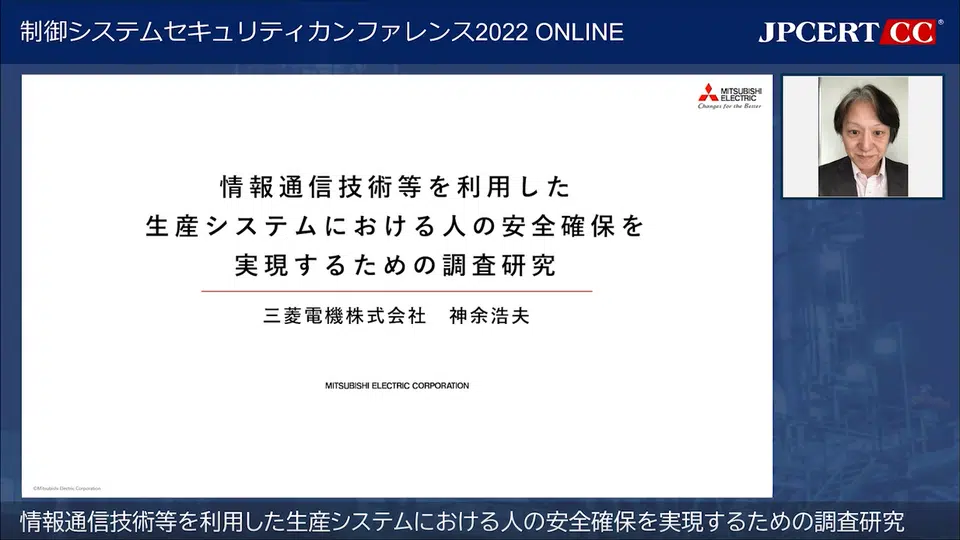 制御システムセキュリティカンファレンス2022 ONLINE
JPCERT CC®
MITSUBISHI
ELECTRIC
Changes for the Better
情報通信技術等を利用した
生産システムにおける人の安全確保を
実現するための調査研究
三菱電機株式会社 神余浩夫
MITSUBISHI ELECTRIC CORPORATION
©Mitsubishi Electric Corporation
情報通信技術等を利用した生産システムにおける人の安全確保を実現するための調査研究